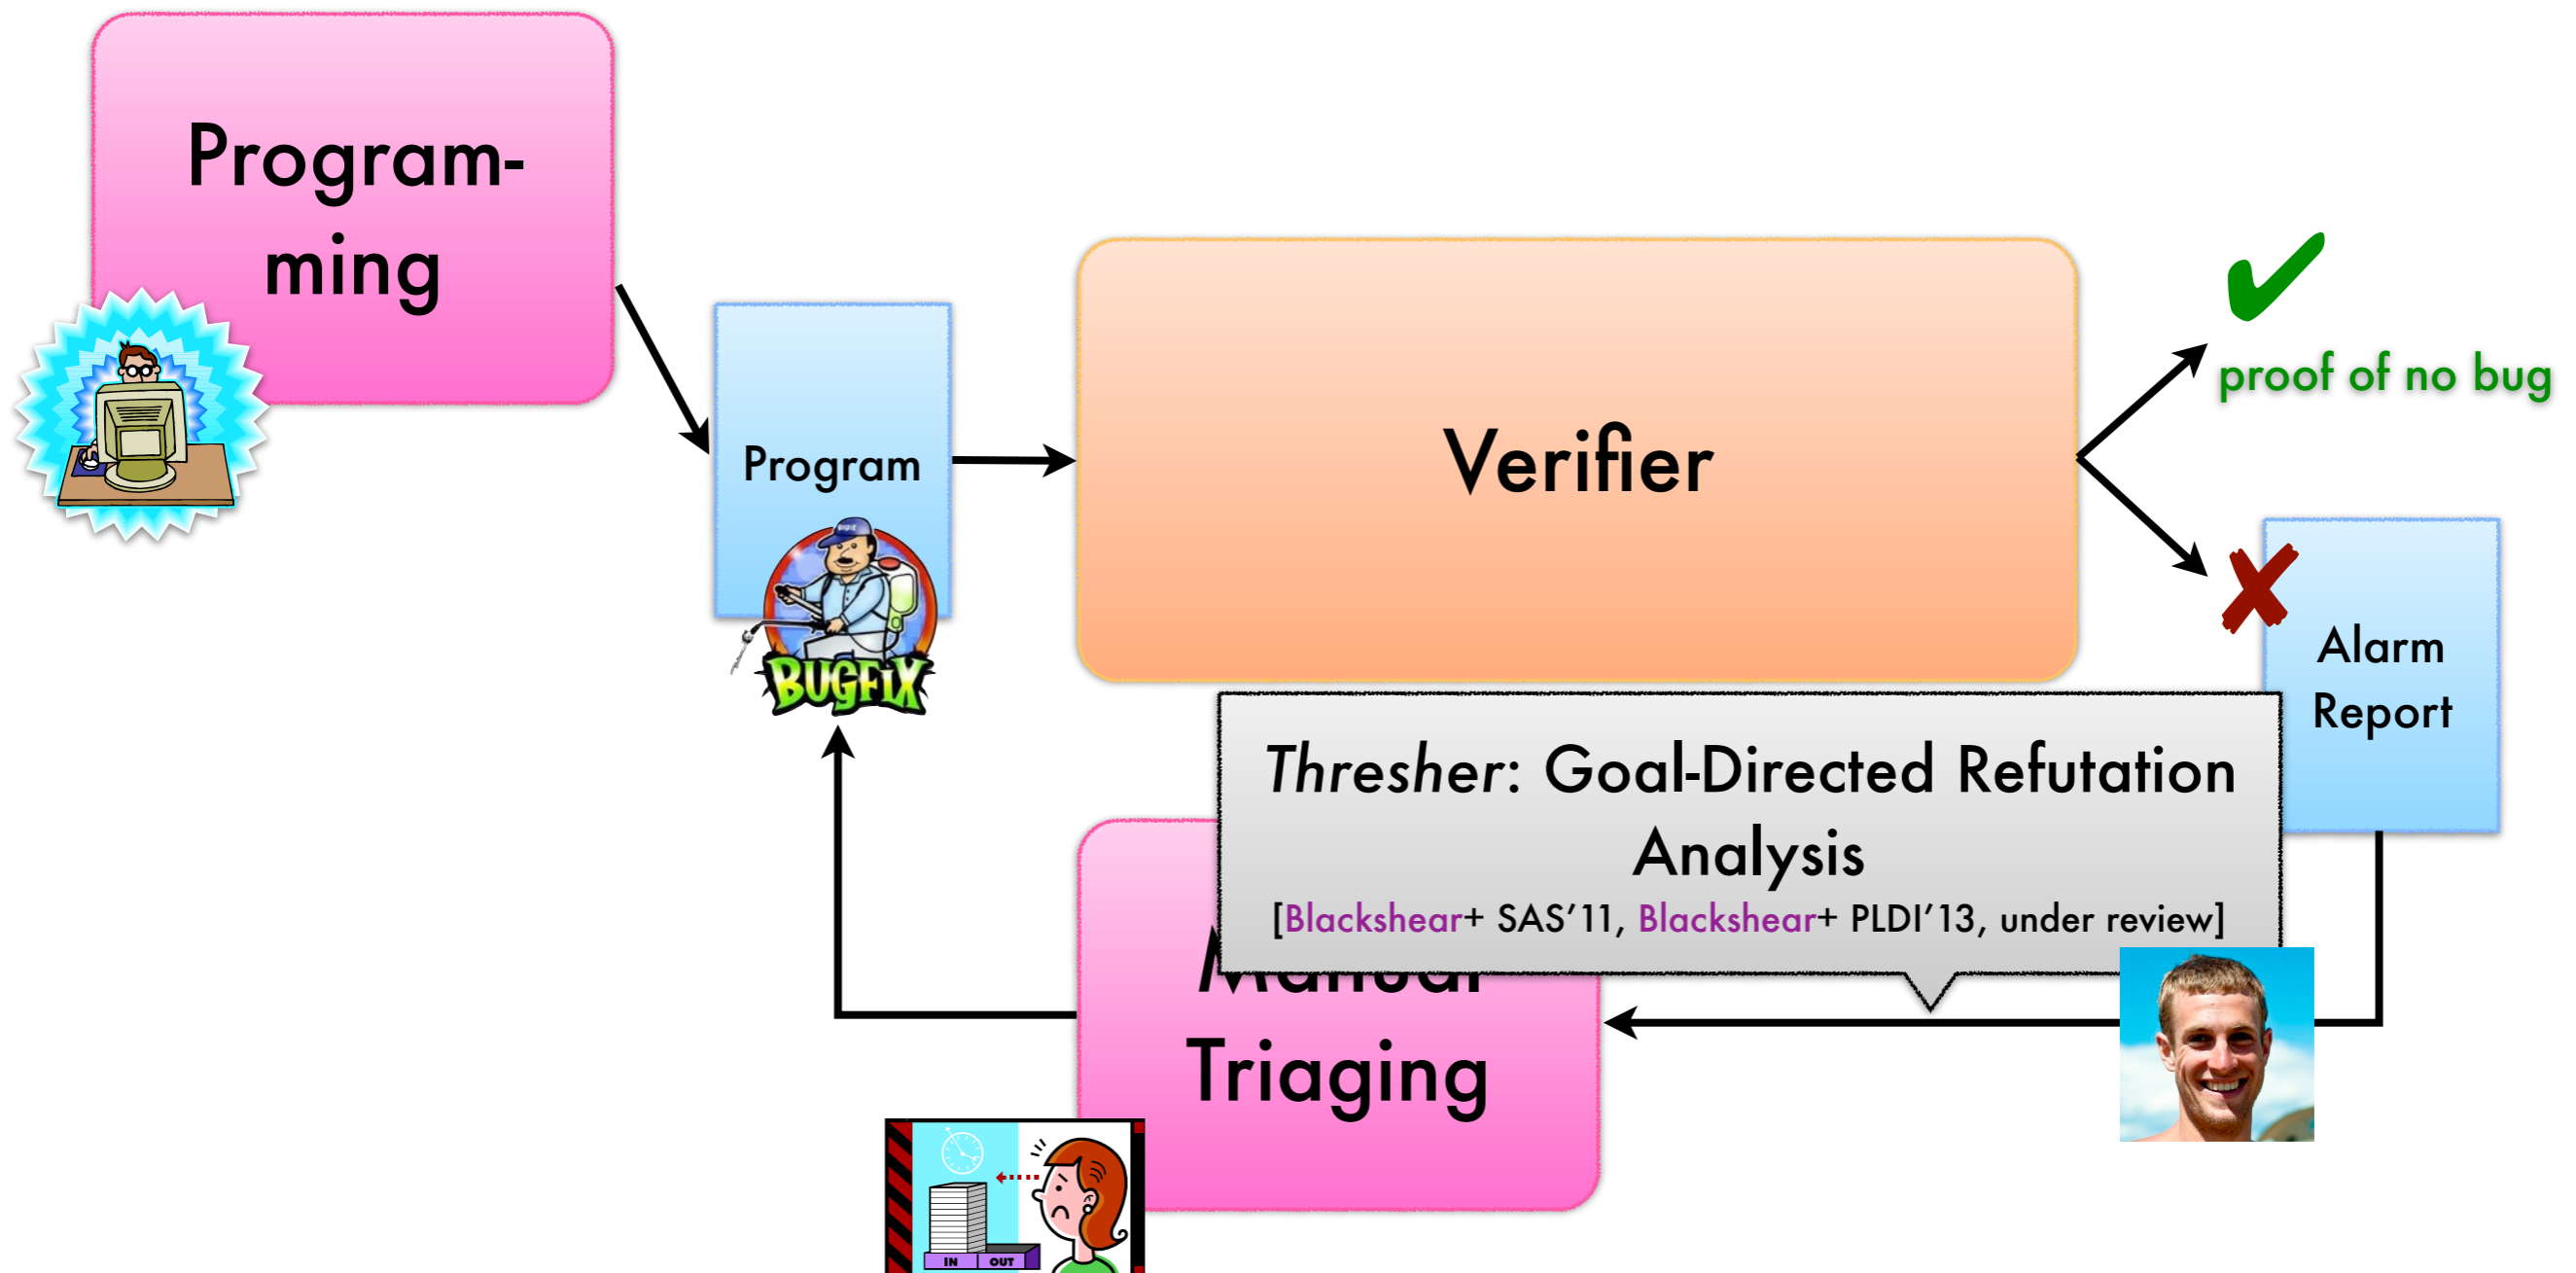 Program-
ming
Program
BUGFIX
Verifier
proof of no bug
Alarm
Report
Thresher: Goal-Directed Refutation
Analysis
[Blackshear+ SAS'11, Blackshear+ PLDI'13, under review]
Manual
Triaging
IN OUT